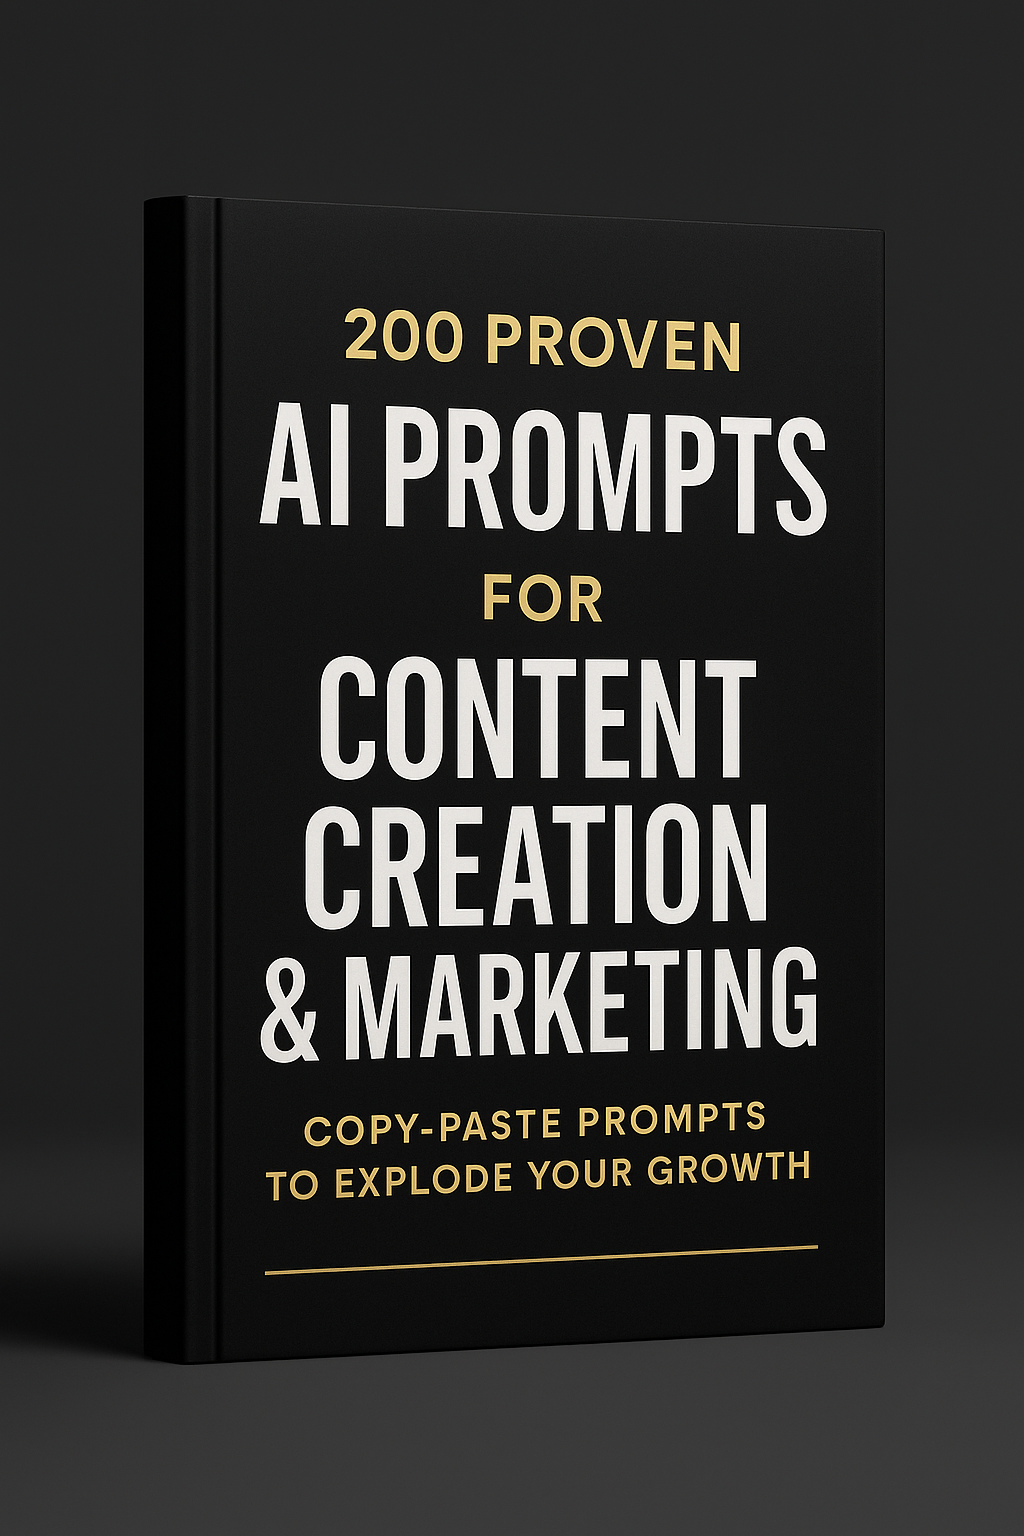 200 PROVEN
AI PROMPTS
FOR
CONTENT
CREATION
& MARKETING
COPY-PASTE PROMPTS
TO EXPLODE YOUR GROWTH